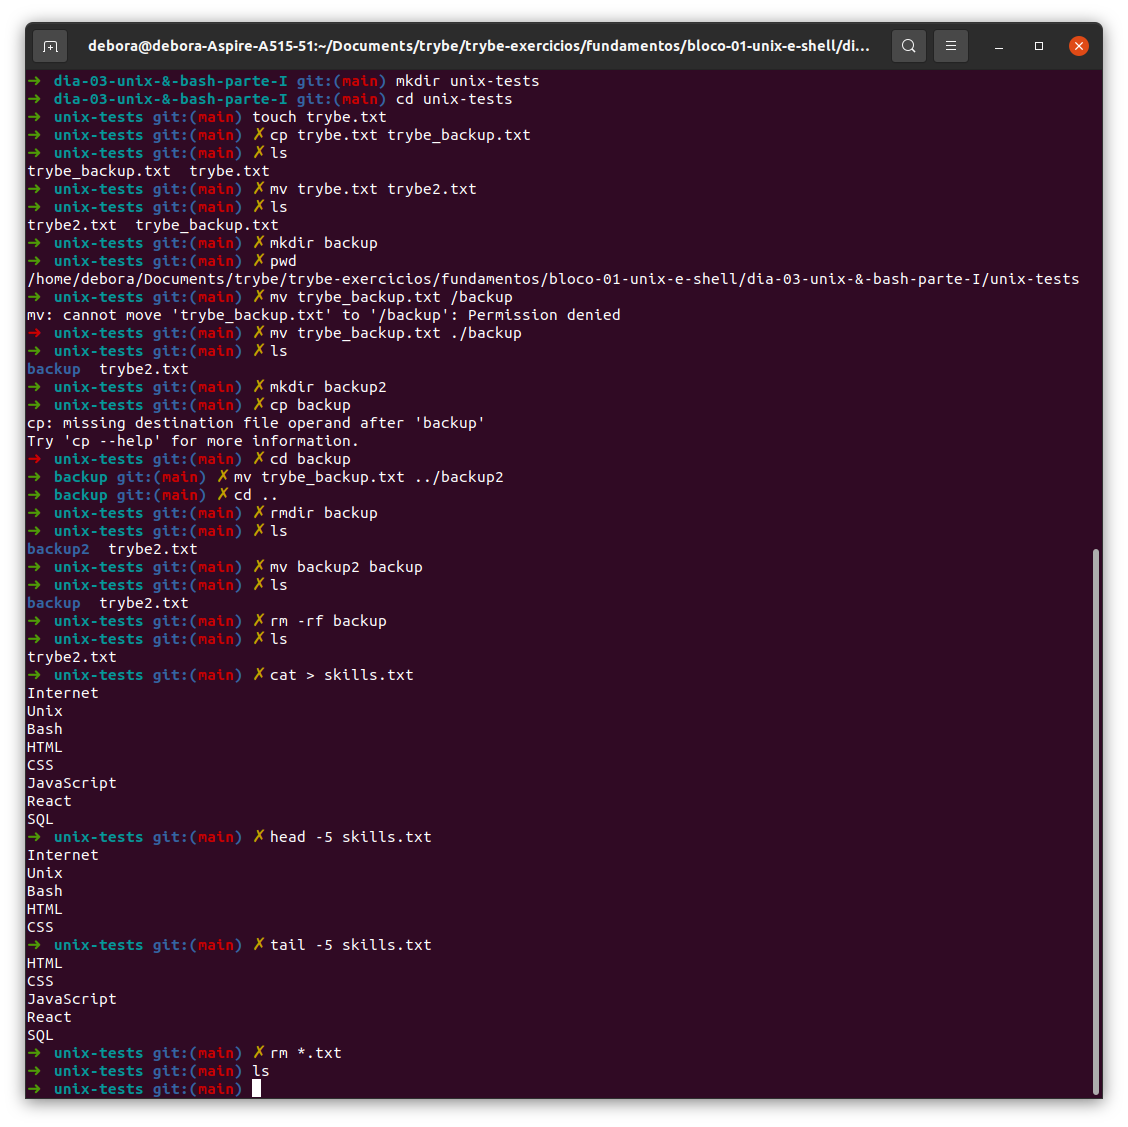 debora@debora-Aspire-A515-51:~/Documents/trybe/trybe-exercicios/fundamentos/bloco-01-unix-e-shell/di...
➜ dia-03-unix-&-bash-parte-I git:(main) mkdir unix-tests
➜ dia-03-unix-&-bash-parte-I git:(main) cd unix-tests
➜ unix-tests git:(main) touch trybe.txt
➜ unix-tests git:(main) ✗ cp trybe.txt trybe_backup.txt
➜ unix-tests git:(main) ✗ ls
trybe_backup.txt  trybe.txt
➜ unix-tests git:(main) ✗ mv trybe.txt trybe2.txt
➜ unix-tests git:(main) ✗ ls
trybe2.txt  trybe_backup.txt
➜ unix-tests git:(main) ✗ mkdir backup
➜ unix-tests git:(main) ✗ pwd
/home/debora/Documents/trybe/trybe-exercicios/fundamentos/bloco-01-unix-e-shell/dia-03-unix-&-bash-parte-I/unix-tests
➜ unix-tests git:(main) ✗ mv trybe_backup.txt /backup
mv: cannot move 'trybe_backup.txt' to '/backup': Permission denied
➜ unix-tests git:(main) ✗ mv trybe_backup.txt ./backup
➜ unix-tests git:(main) ✗ ls
backup  trybe2.txt
➜ unix-tests git:(main) ✗ mkdir backup2
➜ unix-tests git:(main) ✗ cp backup
cp: missing destination file operand after 'backup'
Try 'cp --help' for more information.
➜ unix-tests git:(main) ✗ cd backup
➜ backup git:(main) ✗ mv trybe_backup.txt ../backup2
➜ backup git:(main) ✗ cd ..
➜ unix-tests git:(main) ✗ rmdir backup
➜ unix-tests git:(main) ✗ ls
backup2  trybe2.txt
➜ unix-tests git:(main) ✗ mv backup2 backup
➜ unix-tests git:(main) ✗ ls
backup  trybe2.txt
➜ unix-tests git:(main) ✗ rm -rf backup
➜ unix-tests git:(main) ✗ ls
trybe2.txt
➜ unix-tests git:(main) ✗ cat > skills.txt
Internet
Unix
Bash
HTML
CSS
JavaScript
React
SQL
➜ unix-tests git:(main) ✗ head -5 skills.txt
Internet
Unix
Bash
HTML
CSS
➜ unix-tests git:(main) ✗ tail -5 skills.txt
HTML
CSS
JavaScript
React
SQL
➜ unix-tests git:(main) ✗ rm *.txt
➜ unix-tests git:(main) ls
➜ unix-tests git:(main)